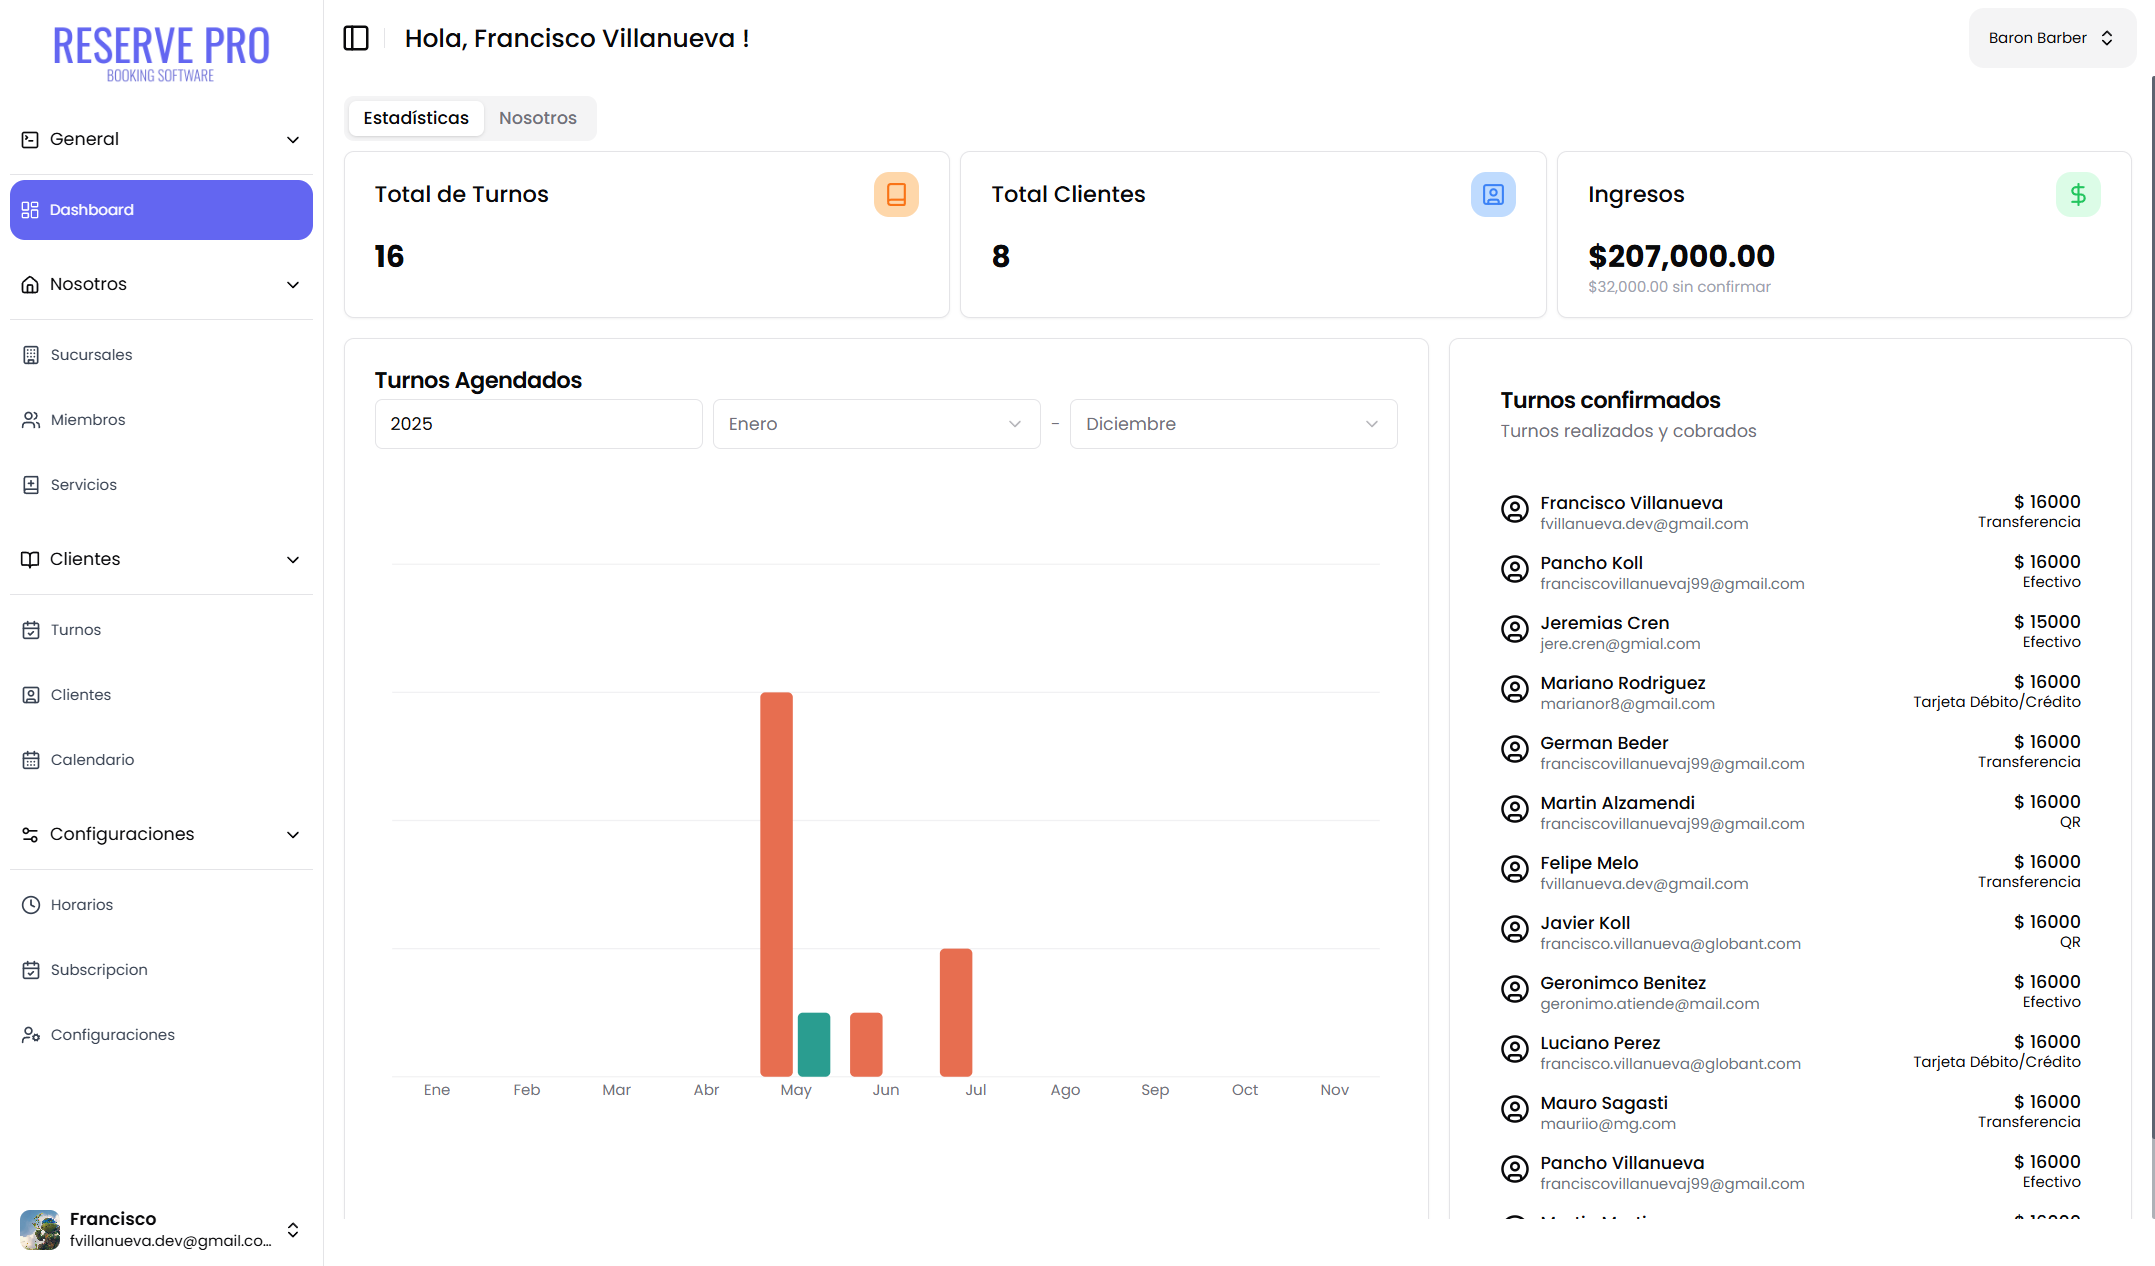 RESERVE PRO
BOOKING SOFTWARE
General
Dashboard
Nosotros
Sucursales
Miembros
Servicios
Clientes
Turnos
Clientes
Calendario
Configuraciones
Horarios
Subscripcion
Configuraciones
Francisco
fvillanueva.dev@gmail.co...
Hola, Francisco Villanueva !
Baron Barber
Estadísticas
Nosotros
Total de Turnos
16
Total Clientes
8
Ingresos
$207,000.00
$32,000.00 sin confirmar
Turnos Agendados
2025
Enero
-
Diciembre
Ene
Feb
Mar
Abr
May
Jun
Jul
Ago
Sep
Oct
Nov
Turnos confirmados
Turnos realizados y cobrados
Francisco Villanueva
$ 16000
fvillanueva.dev@gmail.com
Transferencia
Pancho Koll
$ 16000
franciscovillanuevaj99@gmail.com
Efectivo
Jeremias Cren
$ 15000
jere.cren@gmial.com
Efectivo
Mariano Rodriguez
$ 16000
marianor8@gmail.com
Tarjeta Débito/Crédito
German Beder
$ 16000
franciscovillanuevaj99@gmail.com
Transferencia
Martin Alzamendi
$ 16000
franciscovillanuevaj99@gmail.com
QR
Felipe Melo
$ 16000
fvillanueva.dev@gmail.com
Transferencia
Javier Koll
$ 16000
francisco.villanueva@globant.com
QR
Geronimco Benitez
$ 16000
geronimo.atiende@mail.com
Efectivo
Luciano Perez
$ 16000
francisco.villanueva@globant.com
Tarjeta Débito/Crédito
Mauro Sagasti
$ 16000
mauriio@mg.com
Transferencia
Pancho Villanueva
$ 16000
franciscovillanuevaj99@gmail.com
Efectivo